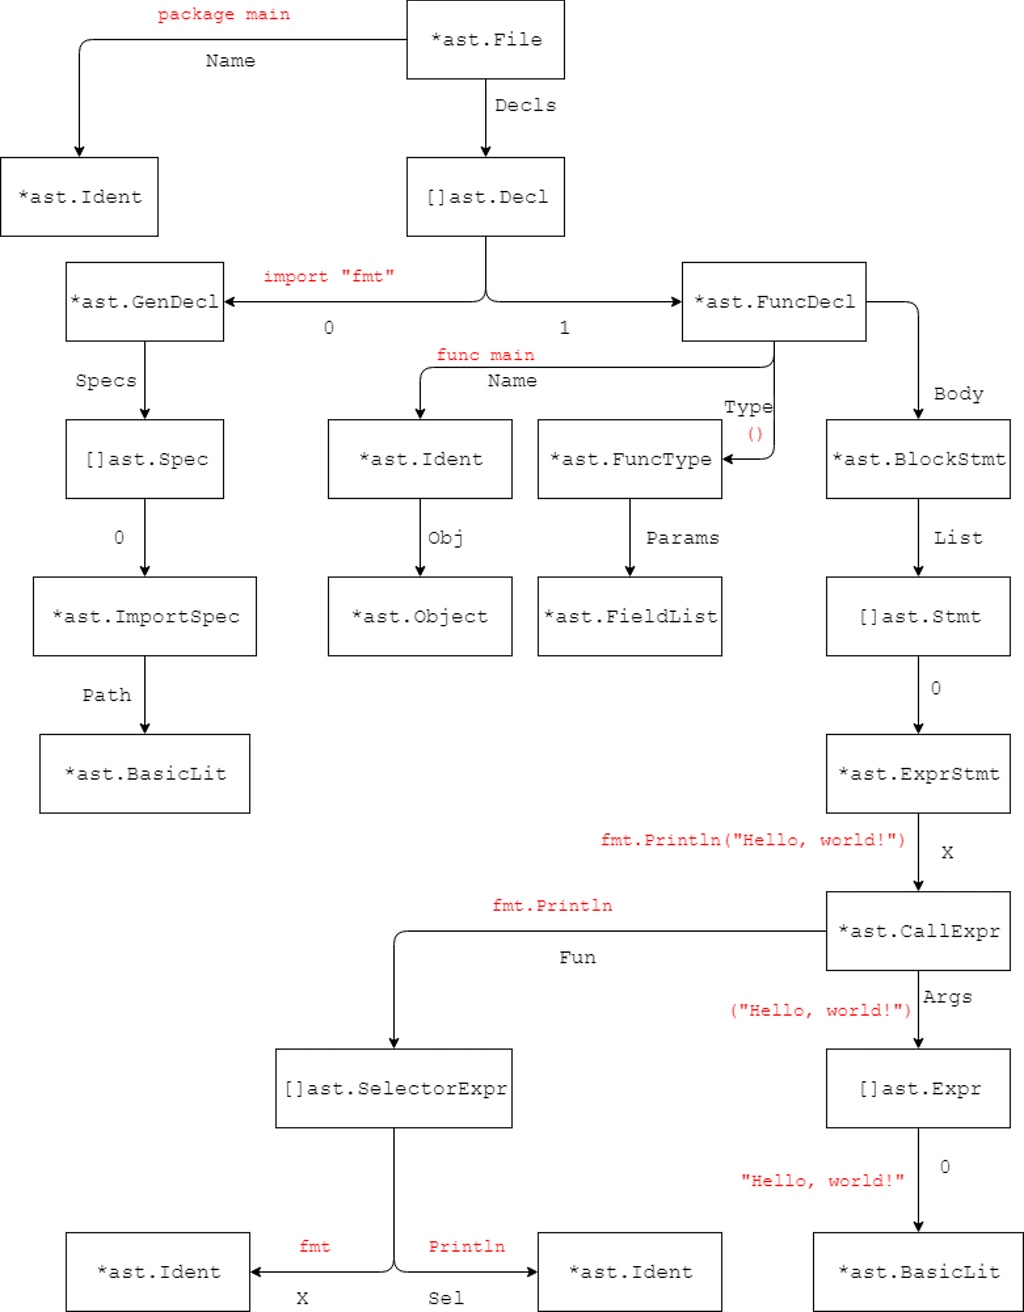 package main
*ast.File
Name
Decls
*ast.Ident
[]ast.Decl
import "fmt"
*ast.GenDecl
*ast.FuncDecl
0
1
func main
Name
Specs
Type
Body
()
[]ast.Spec
*ast.Ident
*ast.FuncType
*ast.BlockStmt
0
Obj
Params
List
*ast.ImportSpec
*ast.Object
*ast.FieldList
[]ast.Stmt
Path
0
*ast.BasicLit
*ast.ExprStmt
fmt.Println("Hello, world!")
X
fmt.Println
*ast.CallExpr
Fun
Args
("Hello, world!")
[]ast.SelectorExpr
[]ast.Expr
0
"Hello, world!"
fmt
Println
*ast.Ident
*ast.Ident
*ast.BasicLit
X
Sel